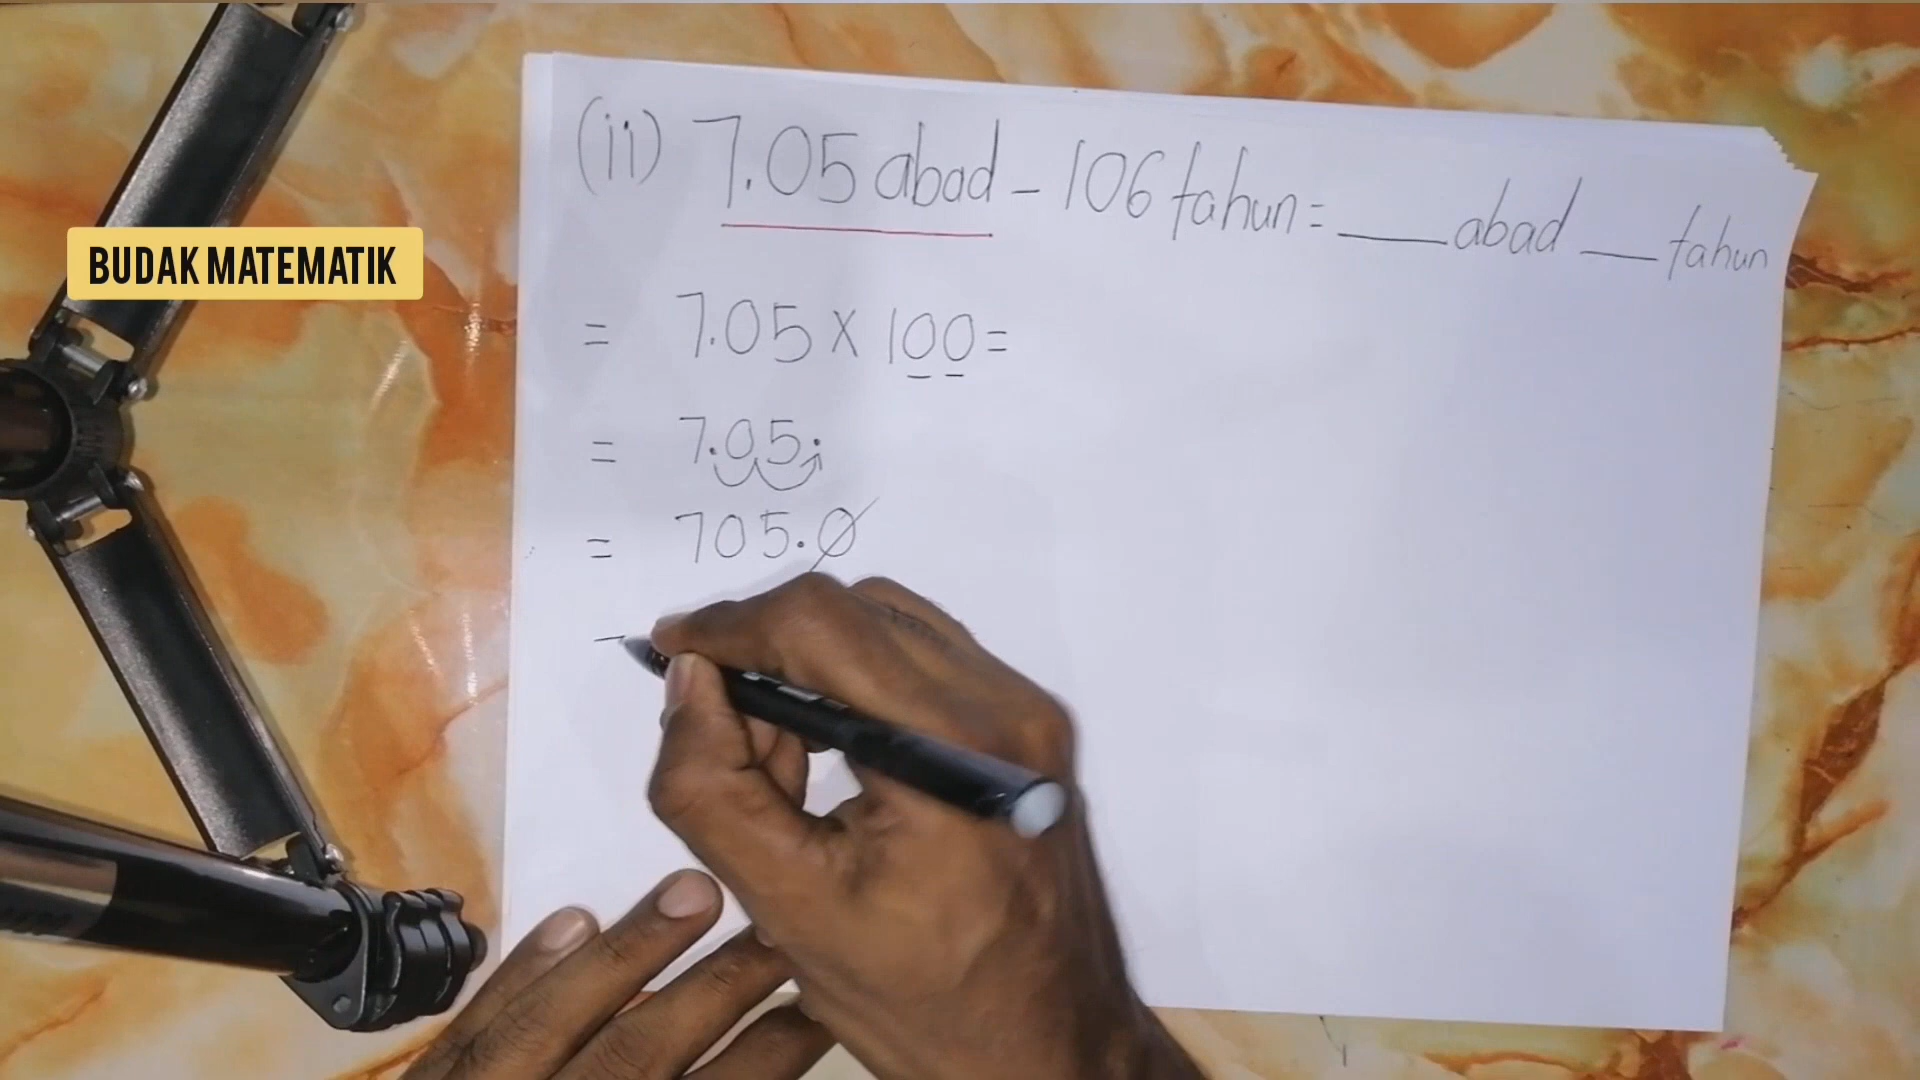 (ii) 7.05 abad - 106 tahun = ___ abad ___ tahun
BUDAK MATEMATIK
= 7.05 x 100 =
= 7.05.
= 705.0